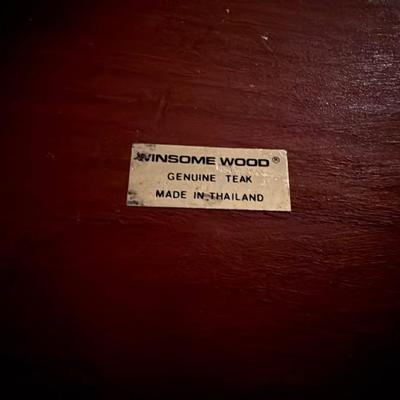 WINSOME WOOD®
GENUINE TEAK
MADE IN THAILAND